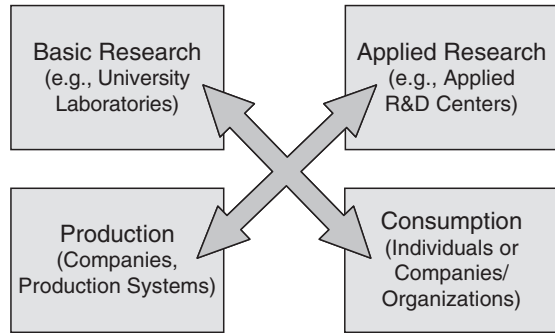 Basic Research
(e.g., University
Laboratories)
Applied Research
(e.g., Applied
R&D Centers)
Production
(Companies,
Production Systems)
Consumption
(Individuals or
Companies/
Organizations)